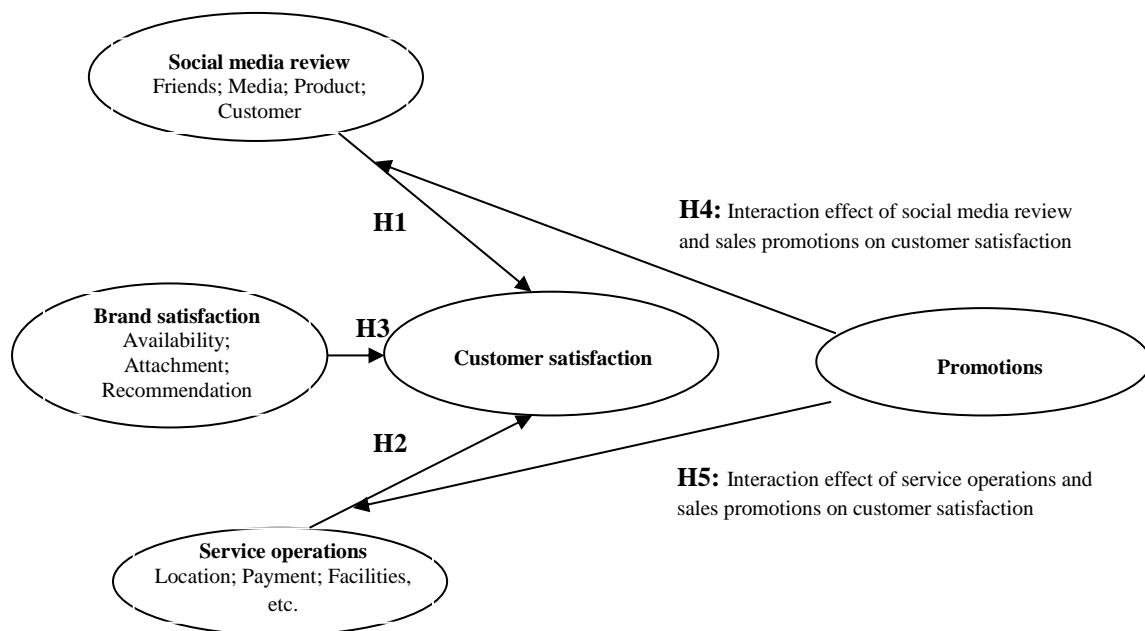 Social media review
Friends; Media; Product;
Customer
H1
H4: Interaction effect of social media review
and sales promotions on customer satisfaction
Brand satisfaction
Availability;
Attachment;
Recommendation
H3
Customer satisfaction
Promotions
H2
H5: Interaction effect of service operations and
sales promotions on customer satisfaction
Service operations
Location; Payment; Facilities,
etc.